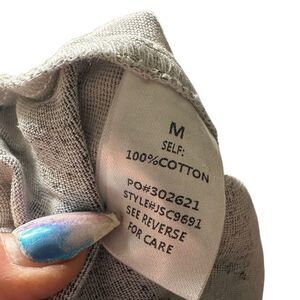 M
SELF:
100%COTTON
PO#302621
STYLE#JSC9691
SEE REVERSE
FOR CARE